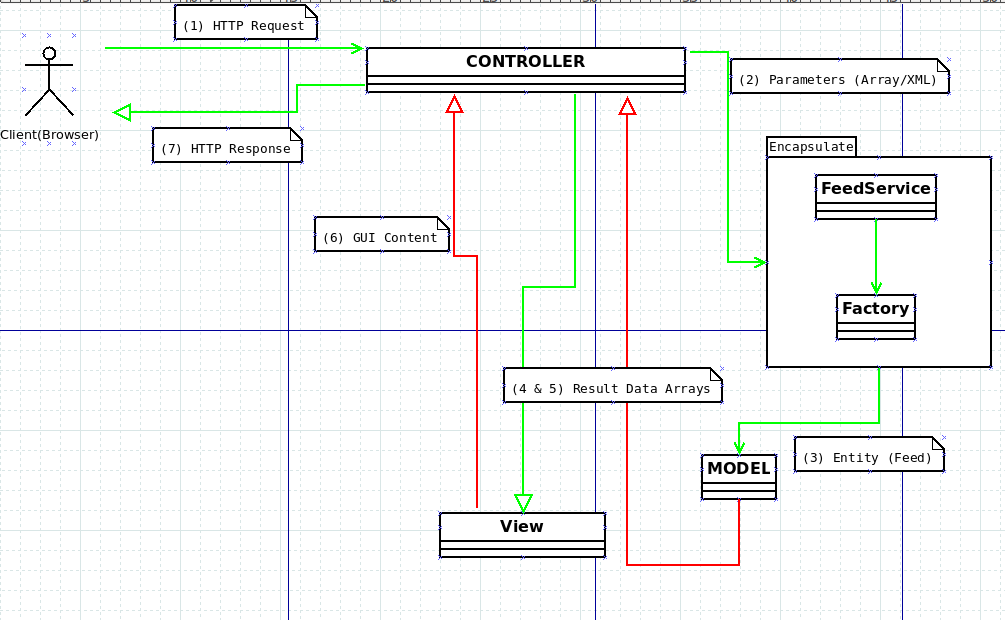 (1) HTTP Request
CONTROLLER
(2) Parameters (Array/XML)
Client(Browser)
(7) HTTP Response
Encapsulate
FeedService
(6) GUI Content
Factory
(4 & 5) Result Data Arrays
(3) Entity (Feed)
MODEL
View